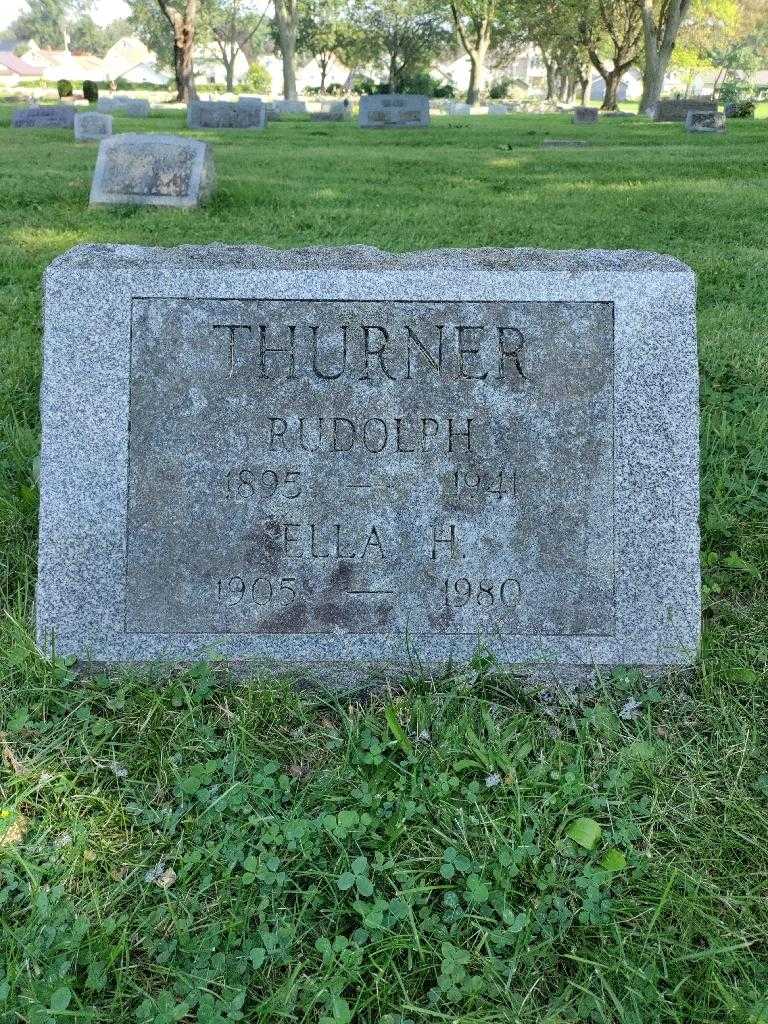 THURNER
RUDOLPH
1895 — 1941
ELLA H.
1905 — 1980